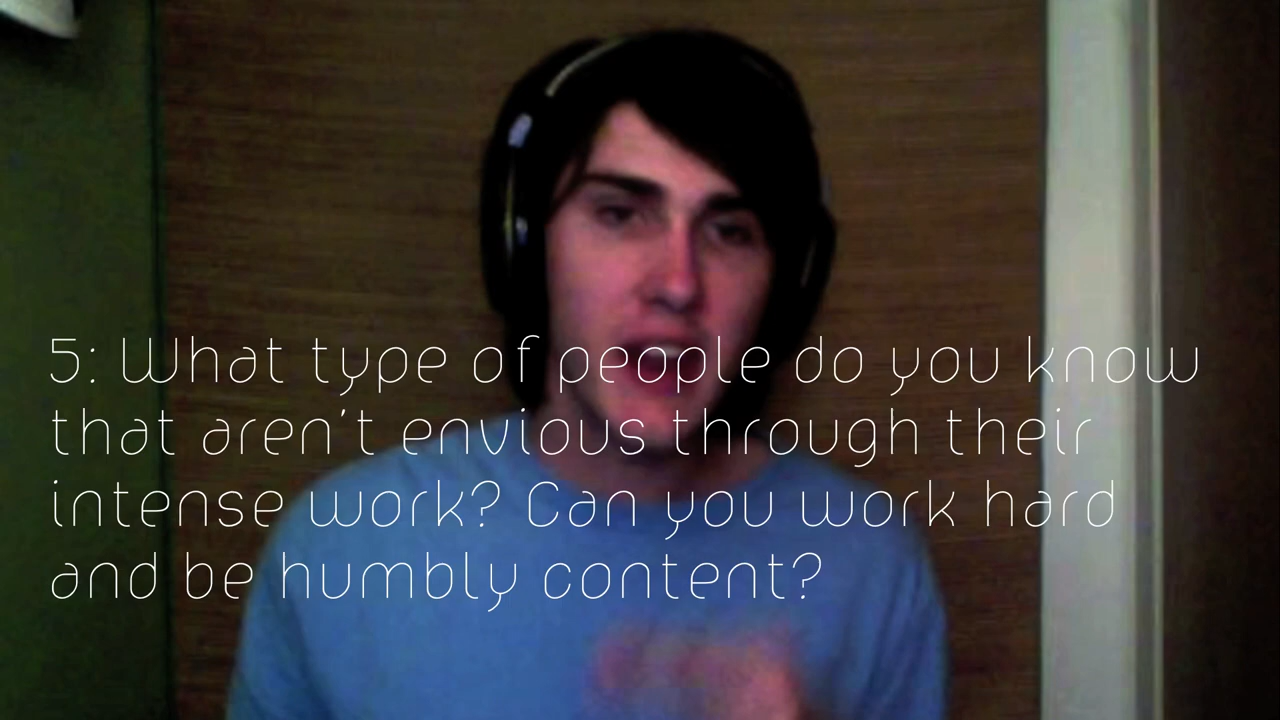 5: What type of people do you know
that aren't envious through their
intense work? Can you work hard
and be humbly content?